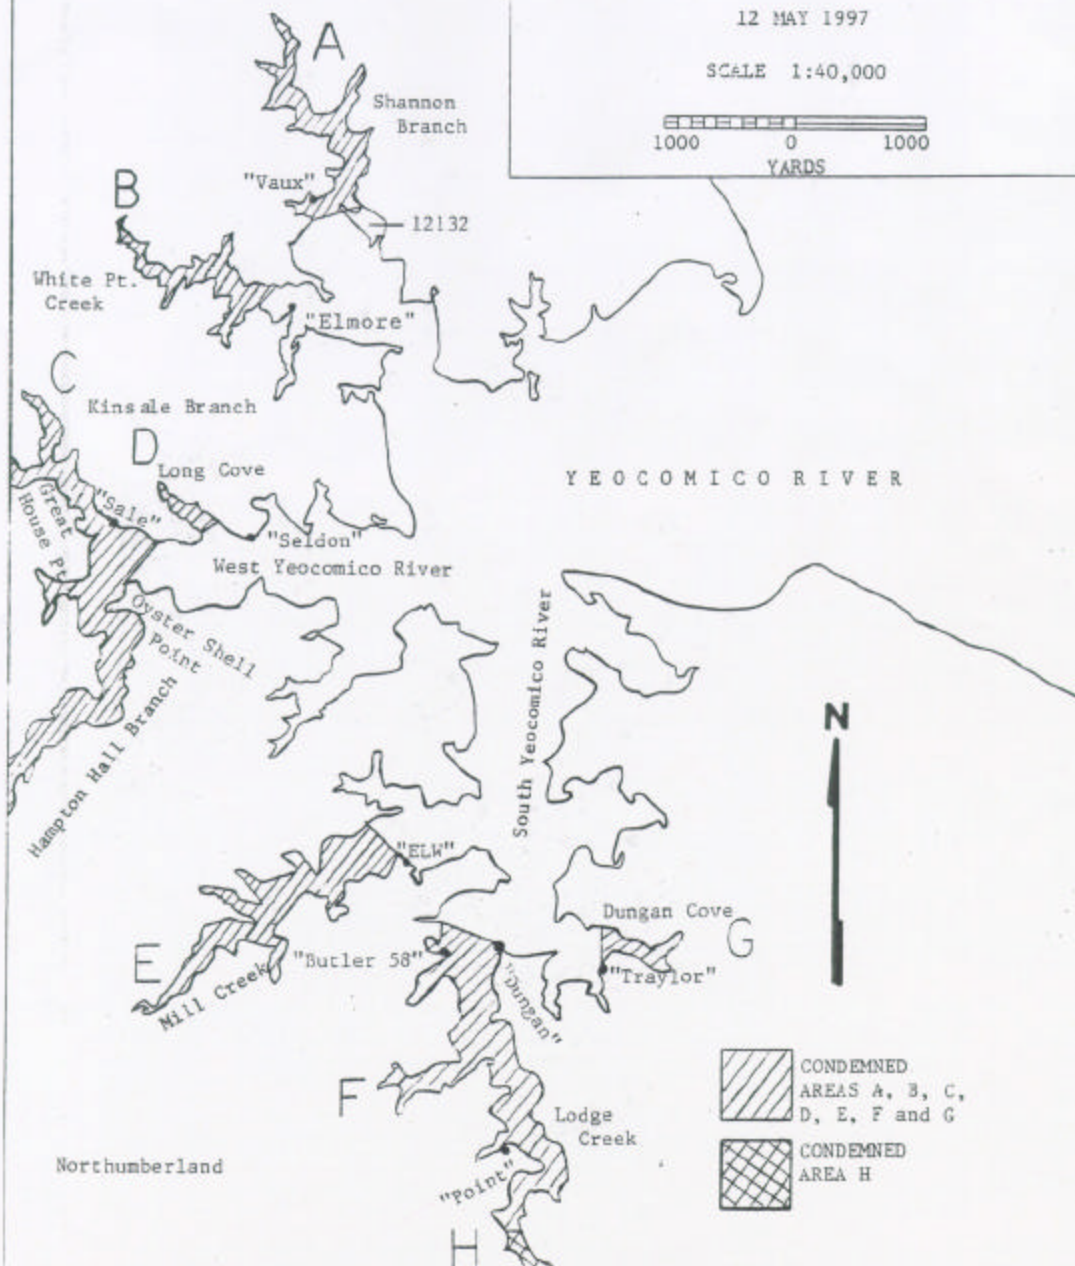 12 MAY 1997
SCALE 1:40,000
1000 0 1000
YARDS
A
Shannon
Branch
"Vaux"
12132
B
White Pt.
Creek
"Elmore"
C
Kinsale Branch
D
Long Cove
YEOCOMICO RIVER
Great
House Pt.
"Sale"
"Seldon"
West Yeocomico River
Oyster Shell
Point
South Yeocomico River
Hampton Hall Branch
N
"ELW"
Dungan Cove
G
E
"Butler 58"
"Traylor"
Mill Creek
"Dungan"
CONDEMNED
AREAS A, B, C,
D, E, F and G
F
Lodge
Creek
CONDEMNED
AREA H
Northumberland
"Point"
H